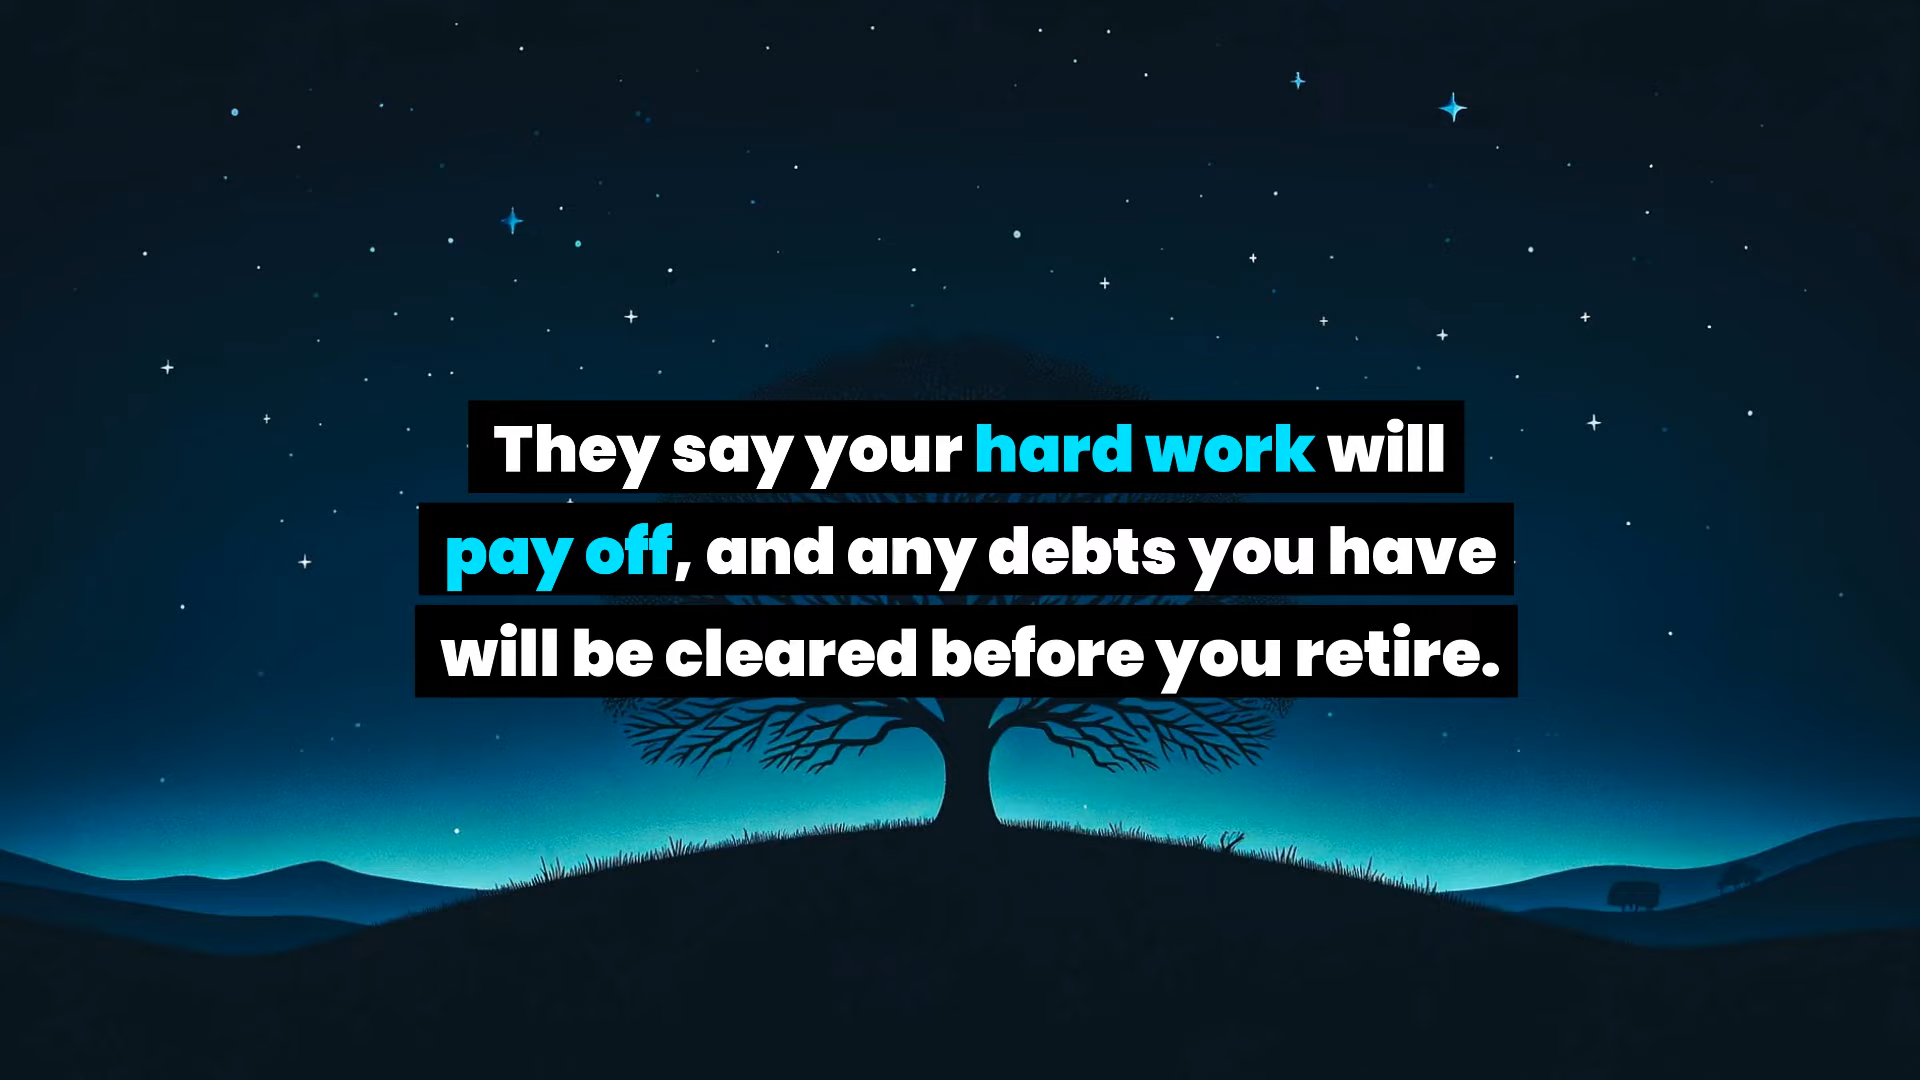 They say your hard work will
pay off, and any debts you have
will be cleared before you retire.